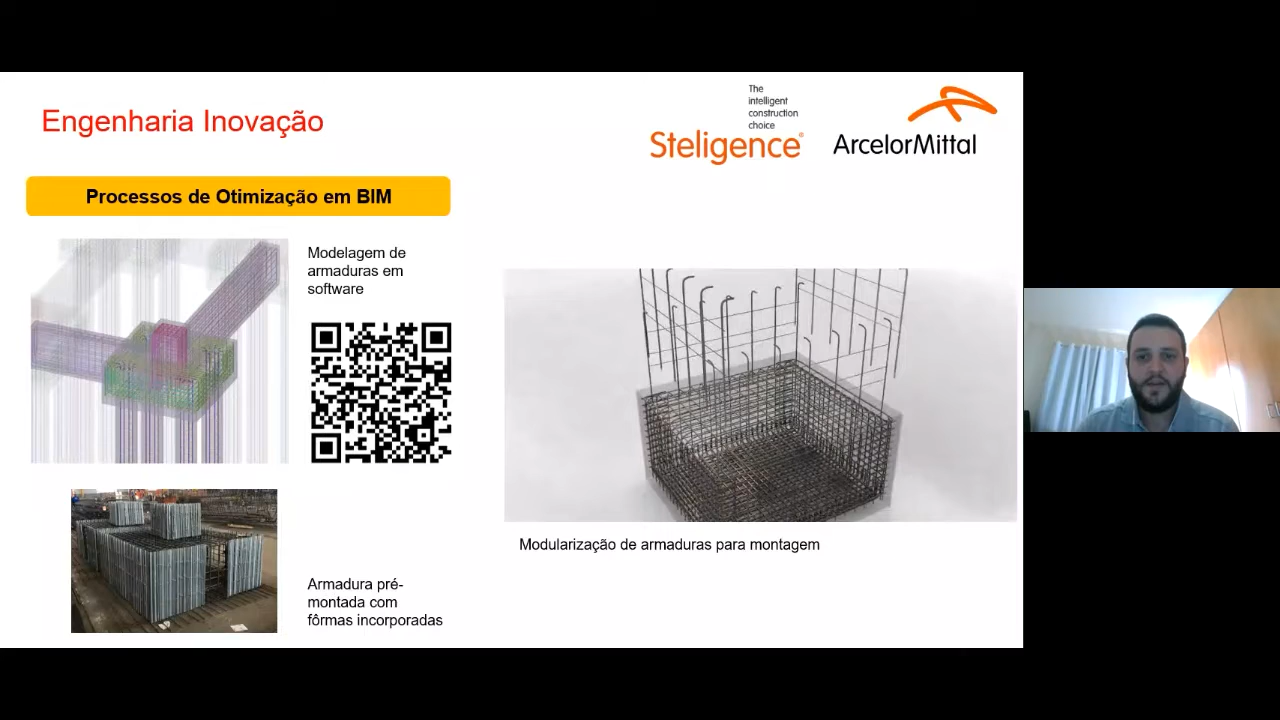 Engenharia Inovação
The
intelligent
construction
choice
Steligence®
ArcelorMittal
Processos de Otimização em BIM
Modelagem de
armaduras em
software
Modularização de armaduras para montagem
Armadura pré-
montada com
fôrmas incorporadas